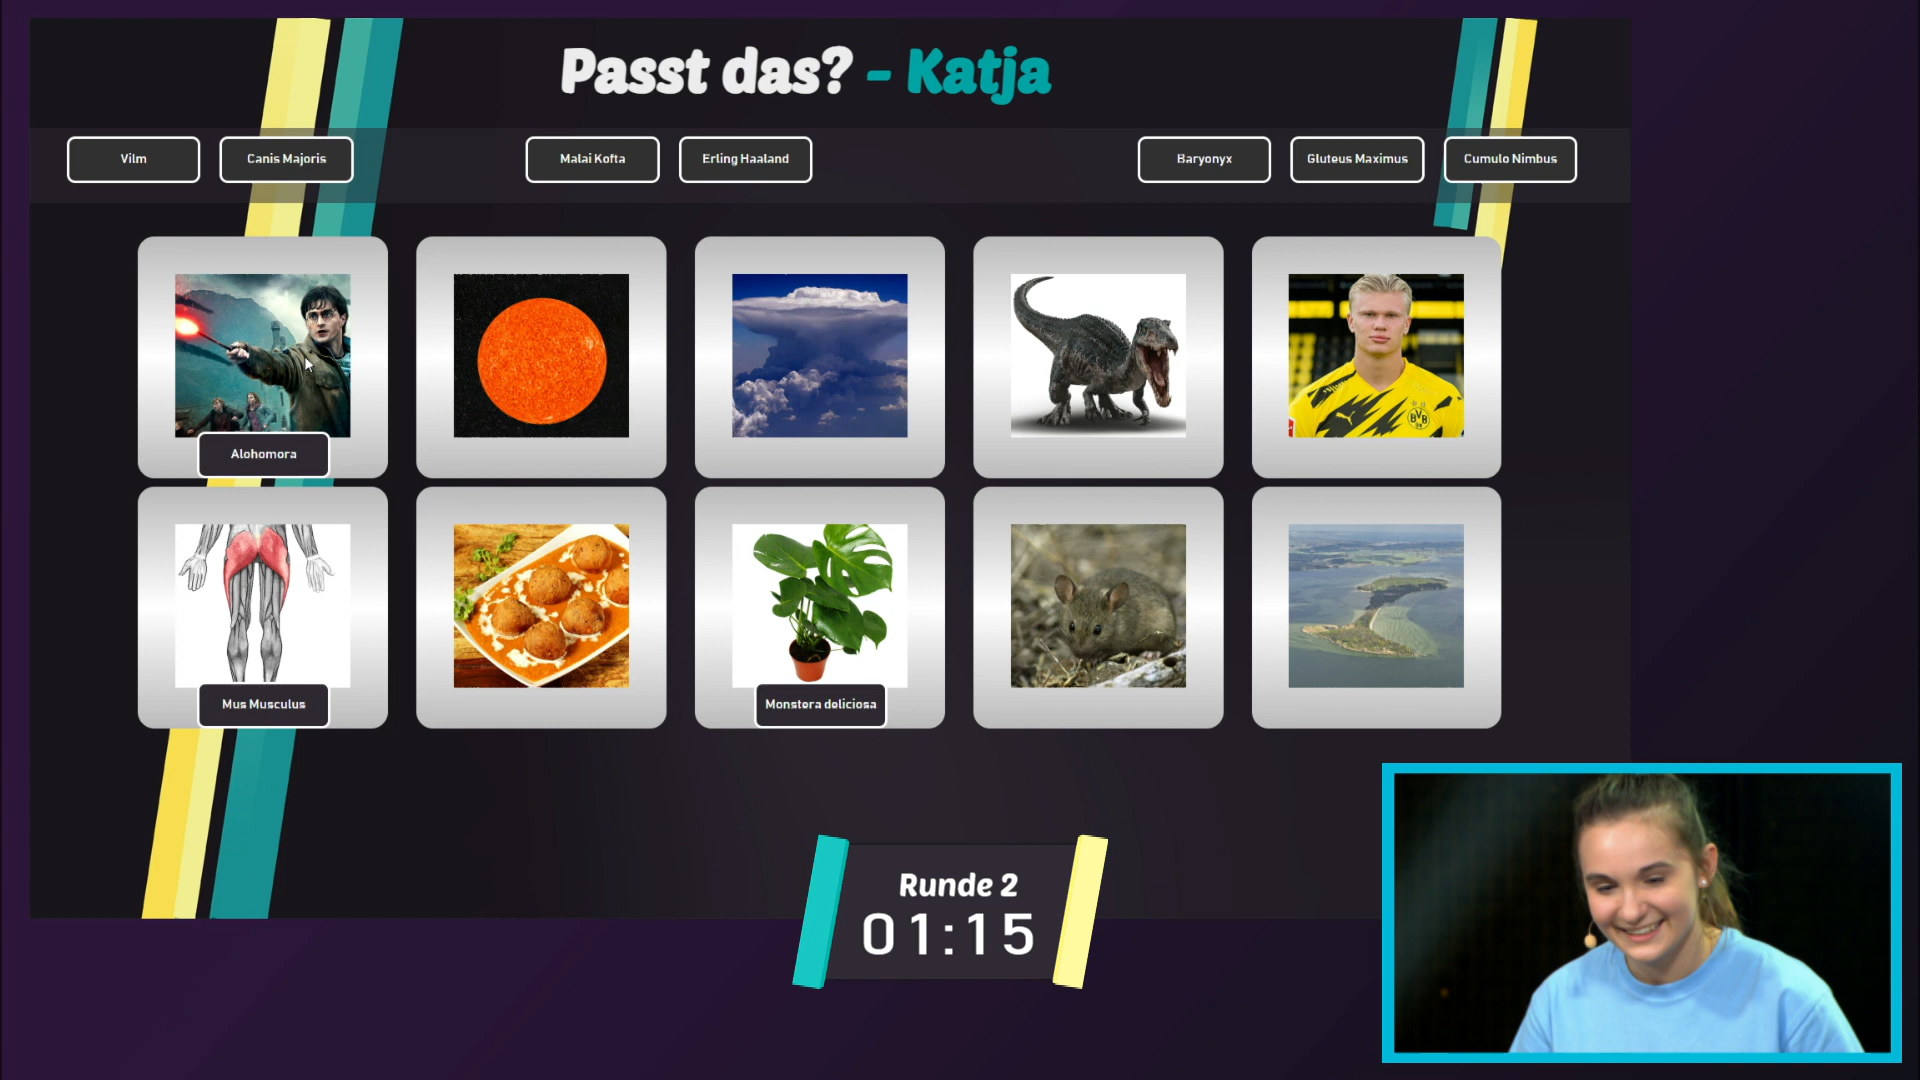 Passt das? - Katja
Vilm
Canis Majoris
Malai Kofta
Erling Haaland
Baryonyx
Gluteus Maximus
Cumulo Nimbus
BVB
Alohomora
Mus Musculus
Monstera deliciosa
Runde 2
01:15